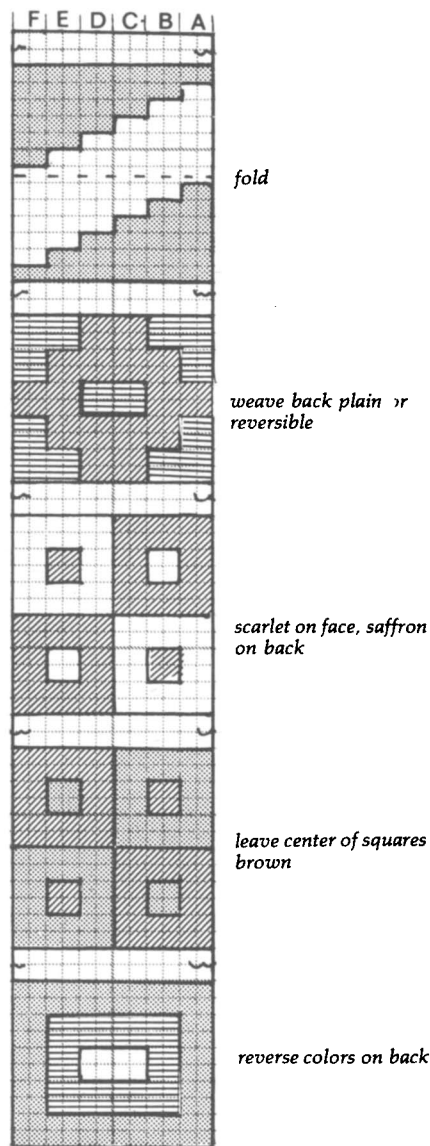 F E D C B A
fold
weave back plain or
reversible
scarlet on face, saffron
on back
leave center of squares
brown
reverse colors on back